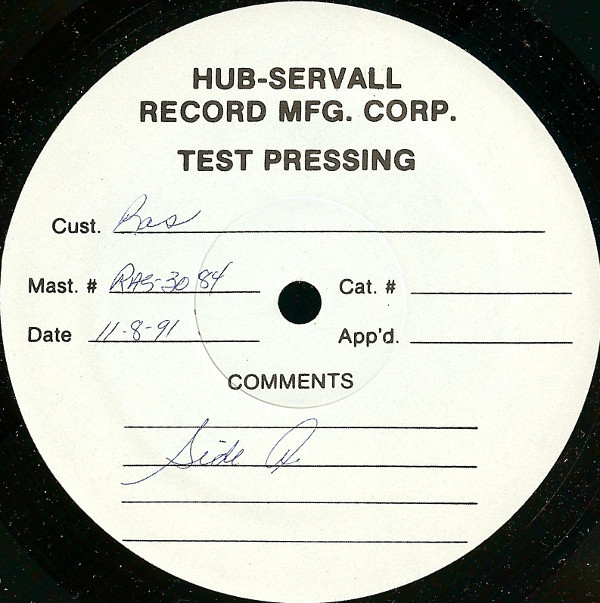 HUB-SERVALL
RECORD MFG. CORP.
TEST PRESSING
Cust. Ras
Mast. # RAS-3084 Cat. #
Date 11-8-91 App'd.
COMMENTS
Side A